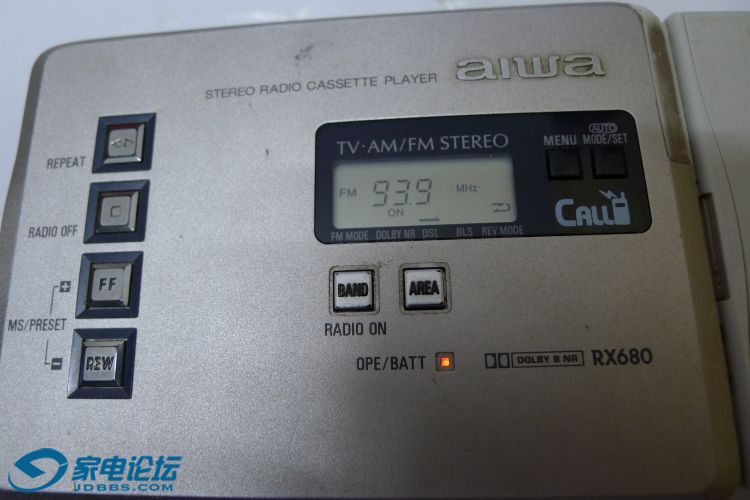 STEREO RADIO CASSETTE PLAYER aiwa
TV·AM/FM STEREO
MENU
AUTO
MODE/SET
FM 93.9 MHz
ON
FM MODE DOLBY NR DSL BLS REV MODE
CALL
REPEAT
RADIO OFF
FF
MS/PRESET
REW
BAND
AREA
RADIO ON
OPE/BATT
DOLBY B NR RX680
家电论坛
JDBBS.COM